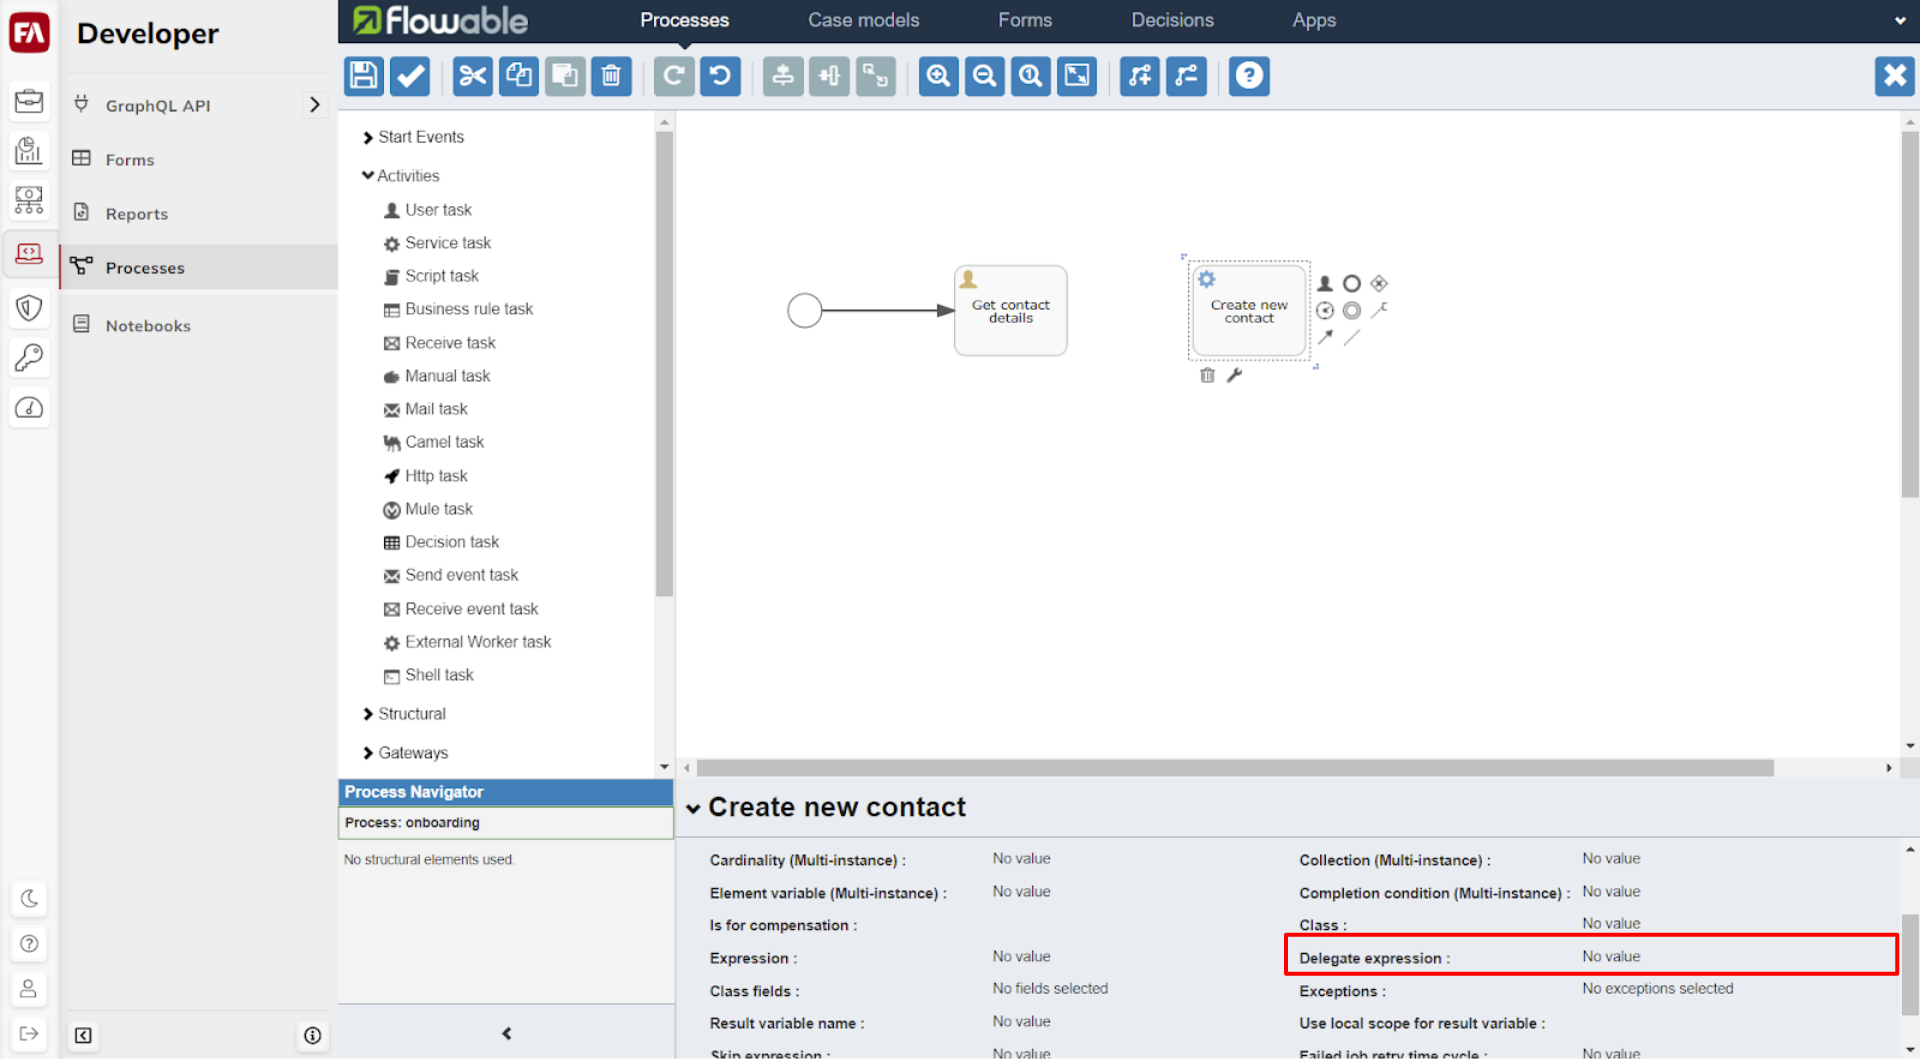 FA
Developer
GraphQL API
Forms
Reports
Processes
Notebooks
Flowable
Processes
Case models
Forms
Decisions
Apps
Start Events
Activities
User task
Service task
Script task
Business rule task
Receive task
Manual task
Mail task
Camel task
Http task
Mule task
Decision task
Send event task
Receive event task
External Worker task
Shell task
Structural
Gateways
Process Navigator
Process: onboarding
No structural elements used.
Get contact
details
Create new
contact
Create new contact
Cardinality (Multi-instance) : No value
Collection (Multi-instance) : No value
Element variable (Multi-instance) : No value
Completion condition (Multi-instance) : No value
Is for compensation :
Class : No value
Expression : No value
Delegate expression : No value
Class fields : No fields selected
Exceptions : No exceptions selected
Result variable name : No value
Use local scope for result variable :
Skip expression : No value
Failed job retry time cycle : No value